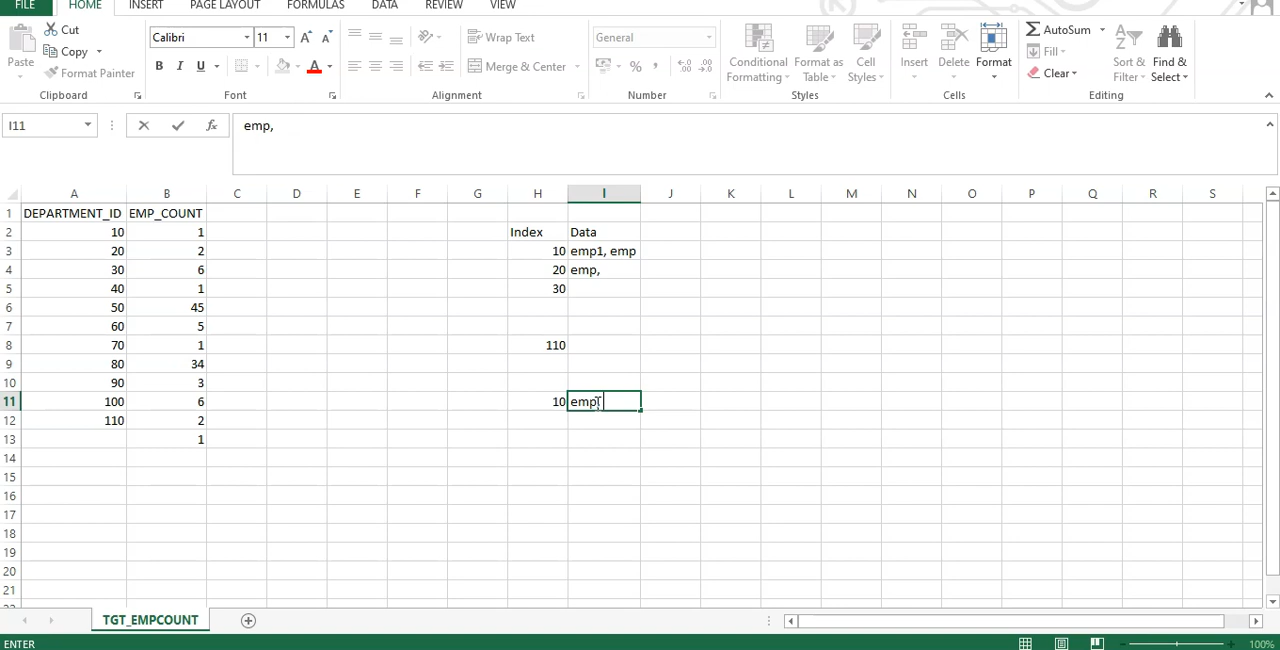 FILE HOME INSERT PAGE LAYOUT FORMULAS DATA REVIEW VIEW
Cut
Copy
Format Painter
Paste
Clipboard
Calibri 11 A A
B I U A
Font
Wrap Text
Merge & Center
Alignment
General
% ,
Number
Conditional Formatting
Format as Table
Cell Styles
Styles
Insert Delete Format
Cells
AutoSum
Fill
Clear
Sort & Filter
Find & Select
Editing
I11 fx emp,
A B C D E F G H I J K L M N O P Q R S
1 DEPARTMENT_ID EMP_COUNT
2 10 1 Index Data
3 20 2 10 emp1, emp
4 30 6 20 emp,
5 40 1 30
6 50 45
7 60 5
8 70 1 110
9 80 34
10 90 3
11 100 6 10 emp,
12 110 2
13 1
14
15
16
17
18
19
20
21
22
TGT_EMPCOUNT
ENTER 100%